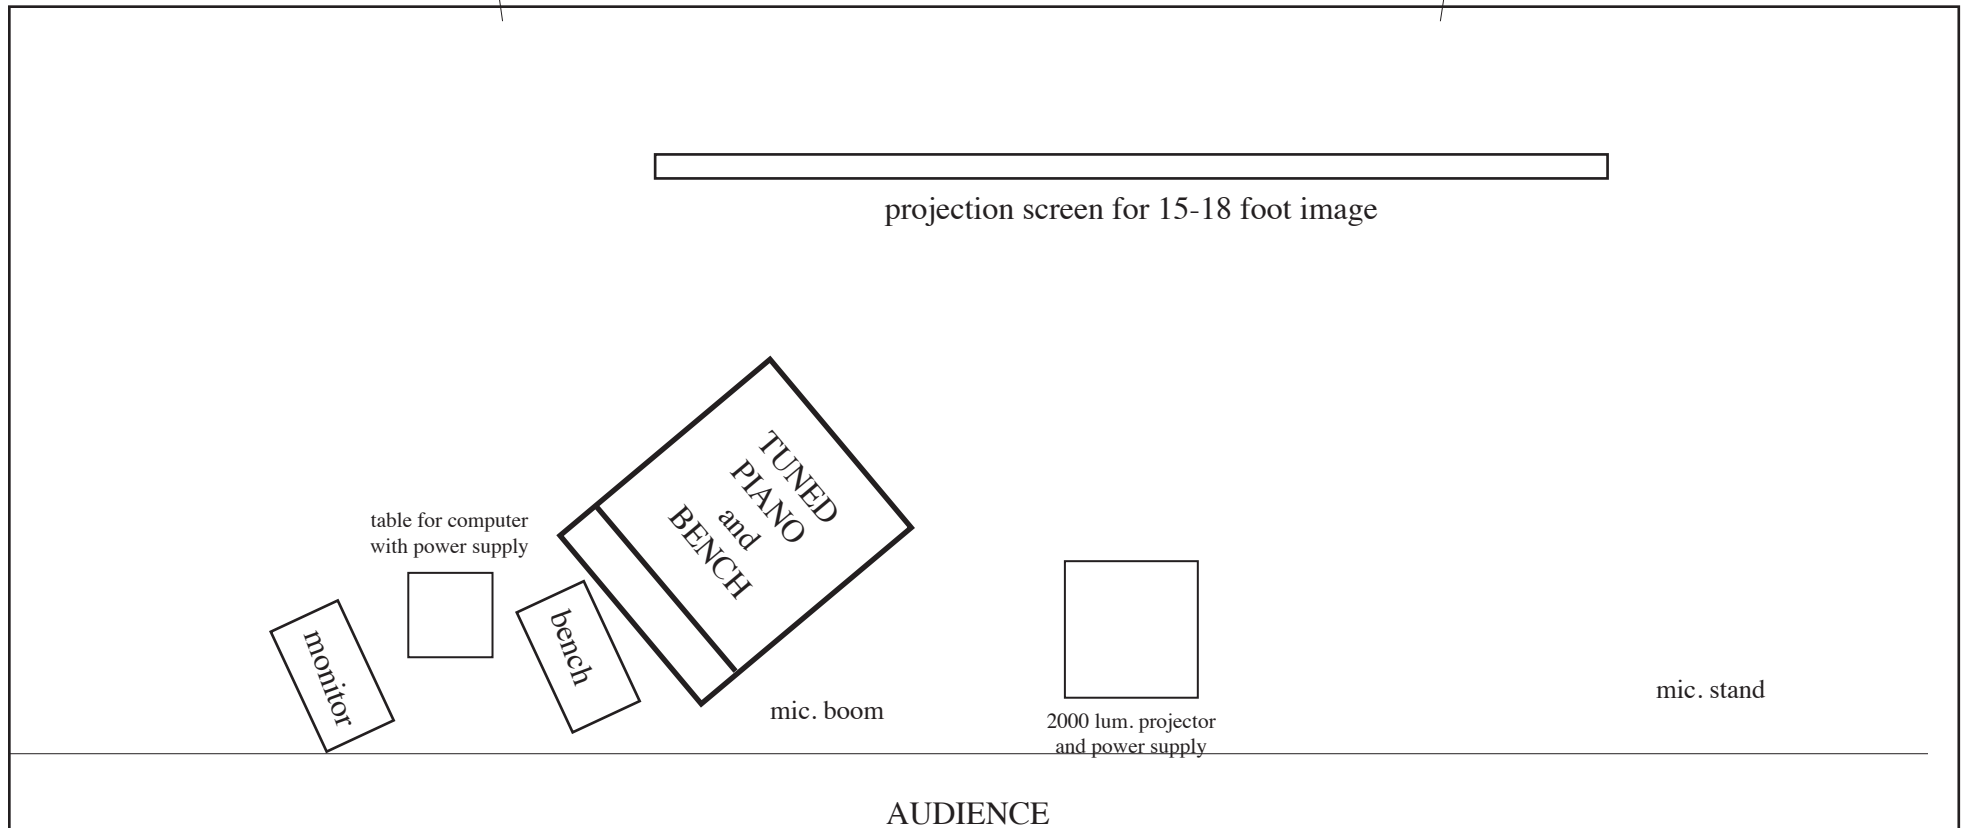 projection screen for 15-18 foot image
TUNED
PIANO
and
BENCH
table for computer
with power supply
monitor
bench
mic. boom
2000 lum. projector
and power supply
mic. stand
AUDIENCE